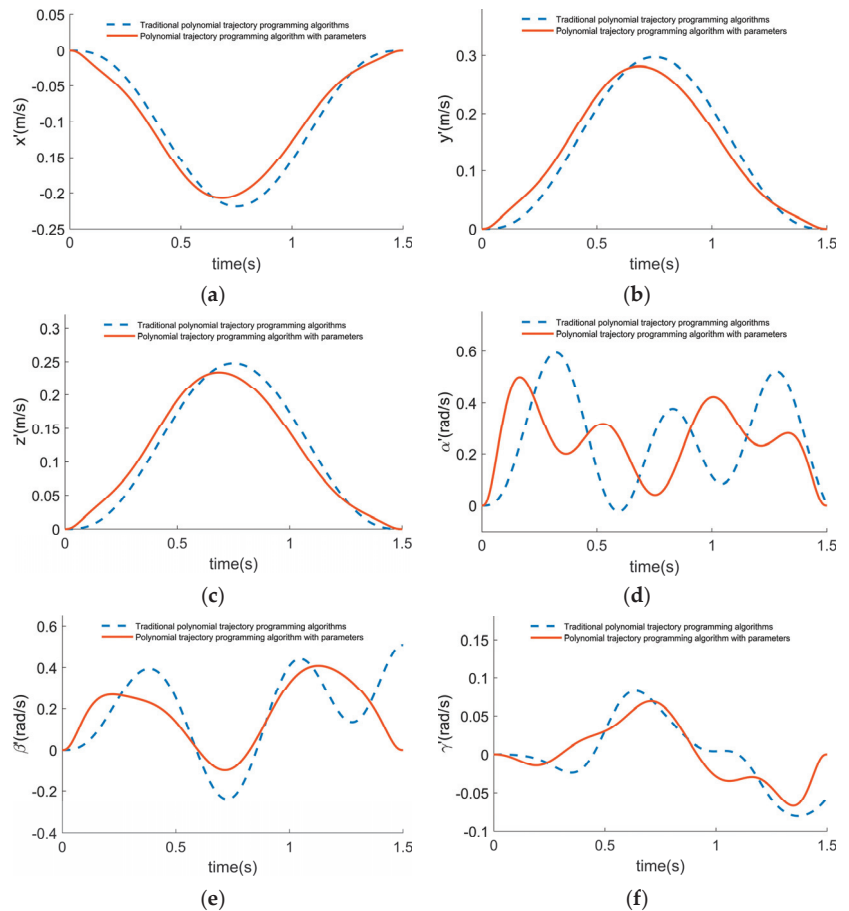 0.05
0
-0.05
-0.1
0.15
-0.2
-0.25
x'(m/s)
Traditional polynomial trajectory programming algorithms
Polynomial trajectory programming algorithm with parameters
0
0.5
1
1.5
time(s)
(a)
0.3
0.2
0.1
0
y'(m/s)
Traditional polynomial trajectory programming algorithms
Polynomial trajectory programming algorithm with parameters
0
0.5
1
1.5
time(s)
(b)
0.3
0.25
0.2
0.15
0.1
0.05
0
z'(m/s)
Traditional polynomial trajectory programming algorithms
Polynomial trajectory programming algorithm with parameters
0
0.5
1
1.5
time(s)
(c)
0.6
0.4
0.2
0
α'(rad/s)
Traditional polynomial trajectory programming algorithms
Polynomial trajectory programming algorithm with parameters
0
0.5
1
1.5
time(s)
(d)
0.6
0.4
0.2
0
-0.2
-0.4
β'(rad/s)
Traditional polynomial trajectory programming algorithms
Polynomial trajectory programming algorithm with parameters
0
0.5
1
1.5
time(s)
(e)
0.15
0.1
0.05
0
-0.05
-0.1
γ'(rad/s)
Traditional polynomial trajectory programming algorithms
Polynomial trajectory programming algorithm with parameters
0
0.5
1
1.5
time(s)
(f)